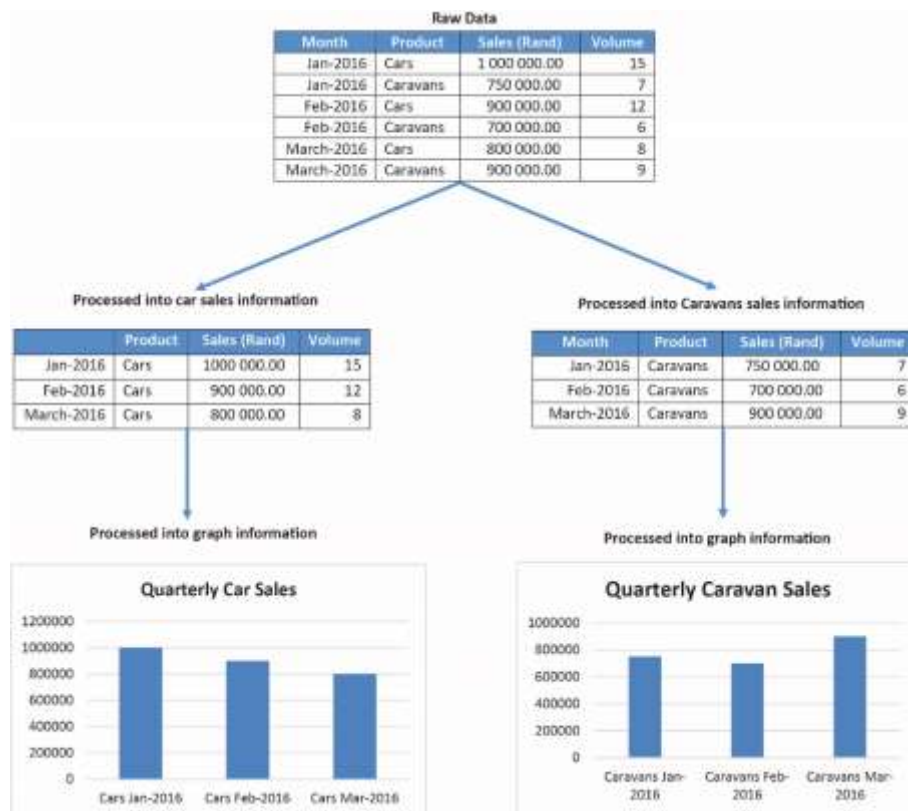 Raw Data
Month Product Sales (Rand) Volume
Jan-2016 Cars 1 000 000.00 15
Jan-2016 Caravans 750 000.00 7
Feb-2016 Cars 900 000.00 12
Feb-2016 Caravans 700 000.00 6
March-2016 Cars 800 000.00 8
March-2016 Caravans 900 000.00 9
Processed into car sales information
Product Sales (Rand) Volume
Jan-2016 Cars 1000 000.00 15
Feb-2016 Cars 900 000.00 12
March-2016 Cars 800 000.00 8
Processed into graph information
Quarterly Car Sales
1200000
1000000
800000
600000
400000
200000
0
Cars Jan-2016 Cars Feb-2016 Cars Mar-2016
Processed into Caravans sales information
Month Product Sales (Rand) Volume
Jan-2016 Caravans 750 000.00 7
Feb-2016 Caravans 700 000.00 6
March-2016 Caravans 900 000.00 9
Processed into graph information
Quarterly Caravan Sales
1000000
800000
600000
400000
200000
0
Caravans Jan- Caravans Feb- Caravans Mar-
2016 2016 2016